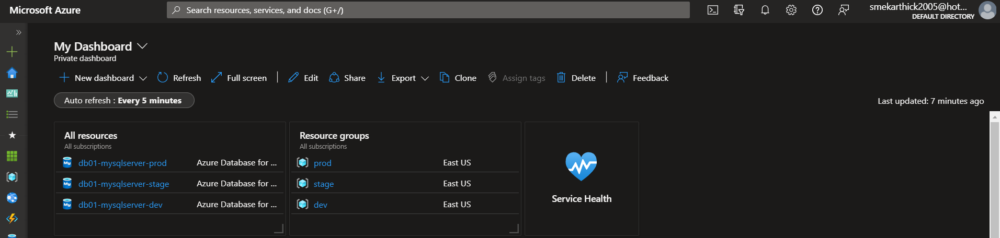 Microsoft Azure
Search resources, services, and docs (G+/)
smekarthick2005@hot...
DEFAULT DIRECTORY
My Dashboard
Private dashboard
New dashboard Refresh Full screen Edit Share Export Clone Assign tags Delete Feedback
Auto refresh : Every 5 minutes
Last updated: 7 minutes ago
All resources
All subscriptions
My db01-mysqlserver-prod Azure Database for ...
My db01-mysqlserver-stage Azure Database for ...
My db01-mysqlserver-dev Azure Database for ...
Resource groups
All subscriptions
prod East US
stage East US
dev East US
Service Health